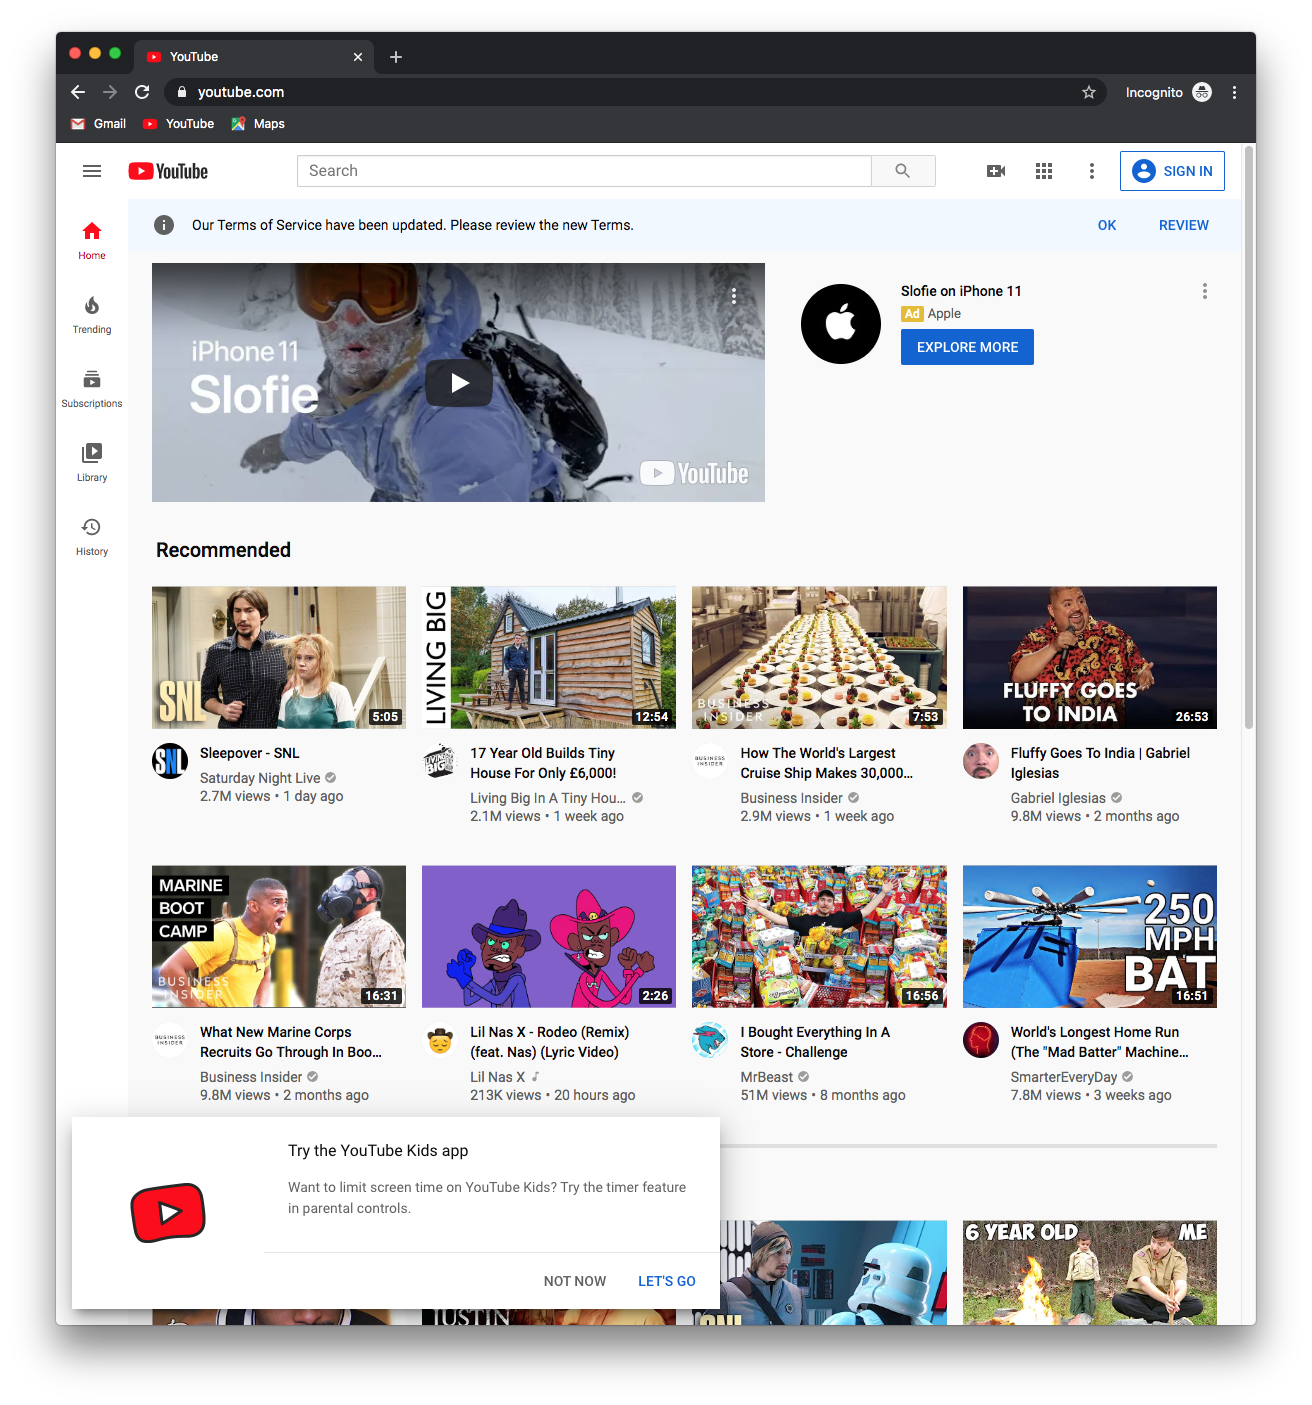 YouTube
youtube.com
Incognito
Gmail
YouTube
Maps
YouTube
Search
SIGN IN
Our Terms of Service have been updated. Please review the new Terms.
OK
REVIEW
Home
Trending
Subscriptions
Library
History
iPhone 11
Slofie
YouTube
Slofie on iPhone 11
Ad Apple
EXPLORE MORE
Recommended
SNL
5:05
LIVING BIG
12:54
BUSINESS
INSIDER
7:53
FLUFFY GOES
TO INDIA
26:53
SNL
Sleepover - SNL
Saturday Night Live
2.7M views • 1 day ago
LIVING
BIG
17 Year Old Builds Tiny
House For Only £6,000!
Living Big In A Tiny Hou...
2.1M views • 1 week ago
BUSINESS
INSIDER
How The World's Largest
Cruise Ship Makes 30,000...
Business Insider
2.9M views • 1 week ago
Fluffy Goes To India | Gabriel
Iglesias
Gabriel Iglesias
9.8M views • 2 months ago
MARINE
BOOT
CAMP
BUSINESS
INSIDER
16:31
2:26
16:56
250
MPH
BAT
16:51
BUSINESS
INSIDER
What New Marine Corps
Recruits Go Through In Boo...
Business Insider
9.8M views • 2 months ago
Lil Nas X - Rodeo (Remix)
(feat. Nas) (Lyric Video)
Lil Nas X
213K views • 20 hours ago
I Bought Everything In A
Store - Challenge
MrBeast
51M views • 8 months ago
World's Longest Home Run
(The "Mad Batter" Machine...
SmarterEveryDay
7.8M views • 3 weeks ago
Try the YouTube Kids app
Want to limit screen time on YouTube Kids? Try the timer feature
in parental controls.
NOT NOW
LET'S GO
JUSTIN
SNL
6 YEAR OLD
ME